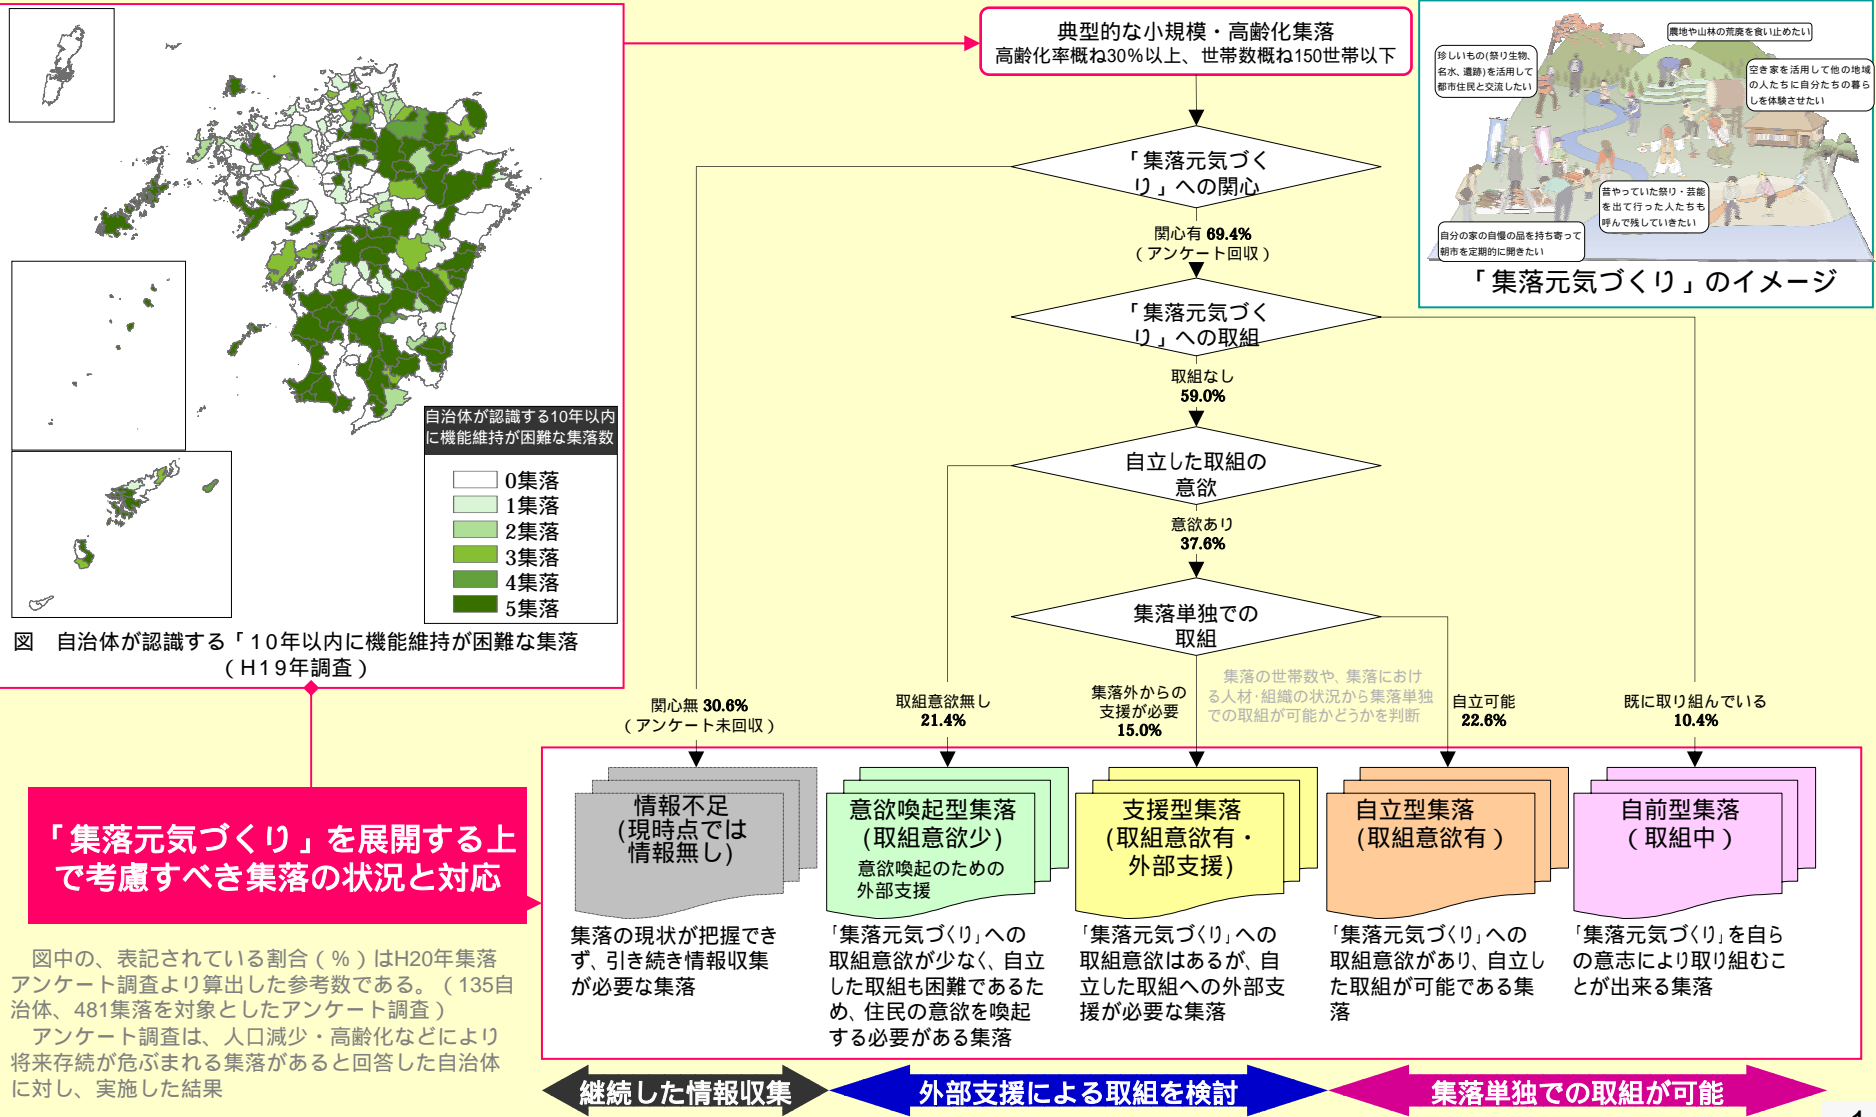 典型的な小規模・高齢化集落
高齢化率概ね30%以上、世帯数概ね150世帯以下
農地や山林の荒廃を食い止めたい
珍しいもの(祭り生物、
名水、遺跡)を活用して
都市住民と交流したい
空き家を活用して他の地域
の人たちに自分たちの暮ら
しを体験させたい
昔やっていた祭り・芸能
を出て行った人たちも
呼んで残していきたい
自分の家の自慢の品を持ち寄って
朝市を定期的に開きたい
「集落元気づくり」のイメージ
「集落元気づく
り」への関心
関心有 69.4%
(アンケート回収)
「集落元気づく
り」への取組
取組なし
59.0%
自立した取組の
意欲
意欲あり
37.6%
集落単独での
取組
集落の世帯数や、集落におけ
る人材・組織の状況から集落単独
での取組が可能かどうかを判断
自治体が認識する10年以内
に機能維持が困難な集落数
0集落
1集落
2集落
3集落
4集落
5集落
図 自治体が認識する「10年以内に機能維持が困難な集落
(H19年調査)
関心無 30.6%
(アンケート未回収)
取組意欲無し
21.4%
集落外からの
支援が必要
15.0%
自立可能
22.6%
既に取り組んでいる
10.4%
「集落元気づくり」を展開する上
で考慮すべき集落の状況と対応
情報不足
(現時点では
情報無し)
意欲喚起型集落
(取組意欲少)
意欲喚起のための
外部支援
支援型集落
(取組意欲有・
外部支援)
自立型集落
(取組意欲有)
自前型集落
(取組中)
集落の現状が把握でき
ず、引き続き情報収集
が必要な集落
「集落元気づくり」への
取組意欲が少なく、自立
した取組も困難であるた
め、住民の意欲を喚起
する必要がある集落
「集落元気づくり」への
取組意欲はあるが、自
立した取組への外部支
援が必要な集落
「集落元気づくり」への
取組意欲があり、自立し
た取組が可能である集
落
「集落元気づくり」を自ら
の意志により取り組むこ
とが出来る集落
図中の、表記されている割合(%)はH20年集落
アンケート調査より算出した参考数である。(135自
治体、481集落を対象としたアンケート調査)
アンケート調査は、人口減少・高齢化などにより
将来存続が危ぶまれる集落があると回答した自治体
に対し、実施した結果
継続した情報収集
外部支援による取組を検討
集落単独での取組が可能